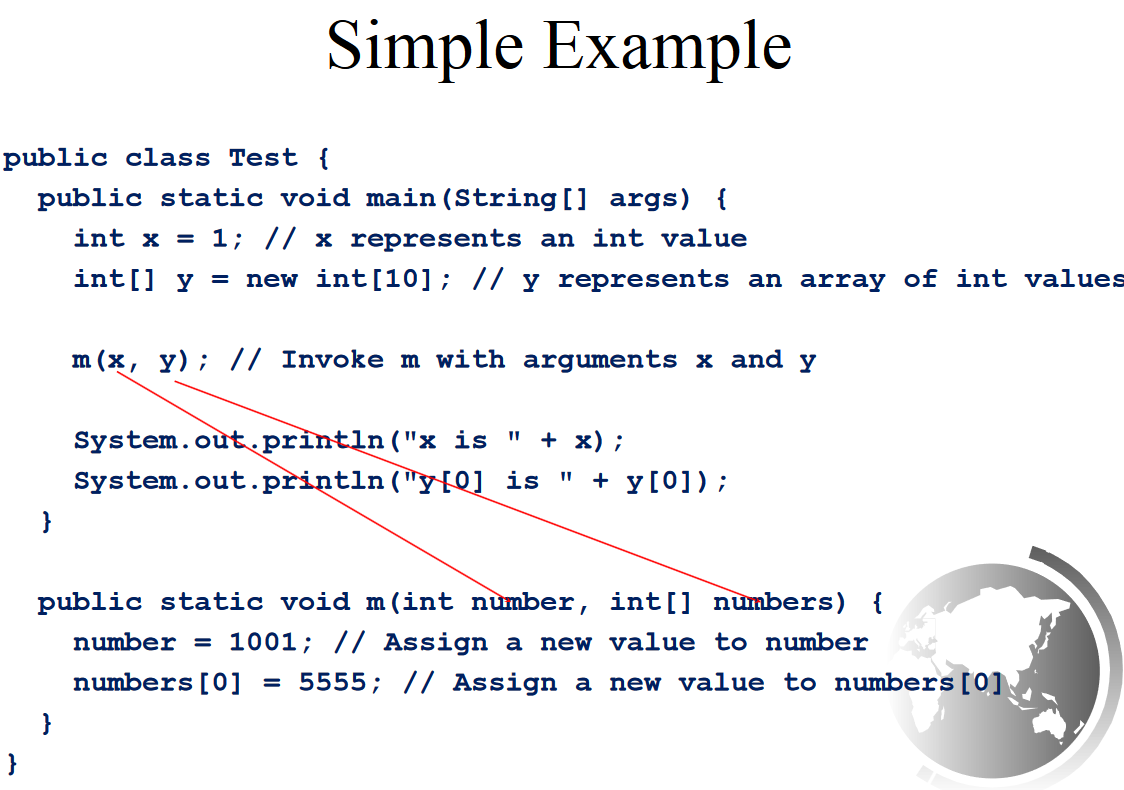 Simple Example
public class Test {
public static void main(String[] args) {
int x = 1; // x represents an int value
int[] y = new int[10]; // y represents an array of int values
m(x, y); // Invoke m with arguments x and y
System.out.println("x is " + x);
System.out.println("y[0] is " + y[0]);
}
public static void m(int number, int[] numbers) {
number = 1001; // Assign a new value to number
numbers[0] = 5555; // Assign a new value to numbers[0]
}
}